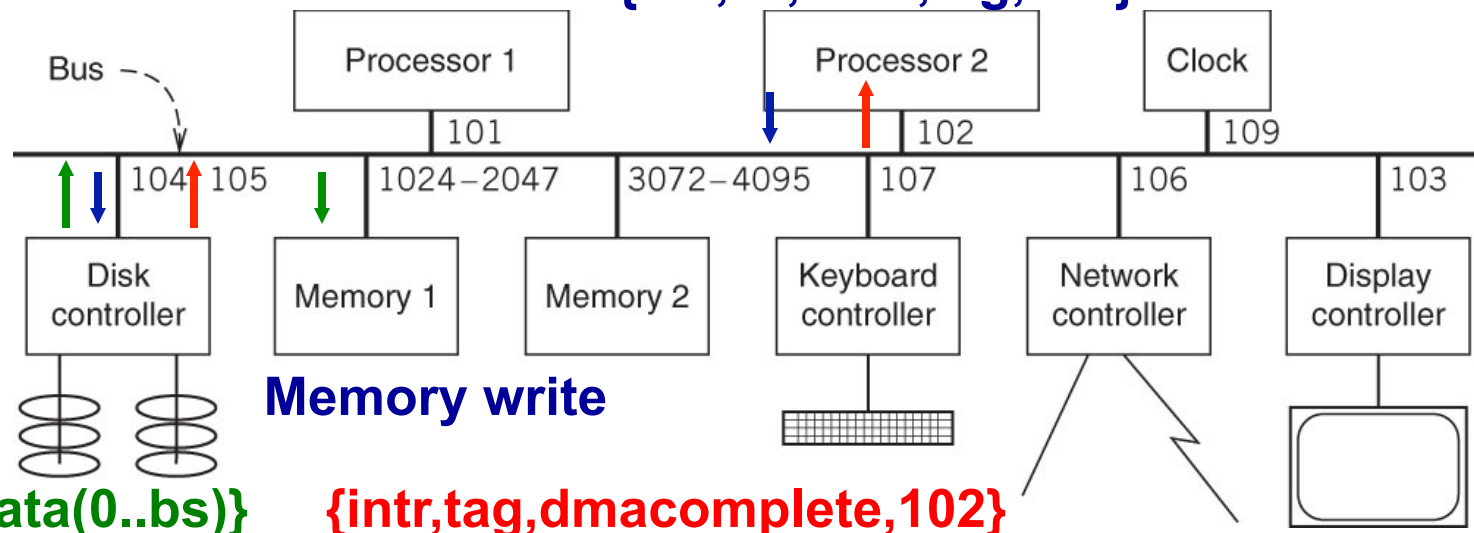 Bus
Processor 1
Processor 2
Clock
101
102
109
104 105
1024–2047
3072–4095
107
106
103
Disk
controller
Memory 1
Memory 2
Keyboard
controller
Network
controller
Display
controller
Memory write
ata(0..bs)}
{intr,tag,dmacomplete,102}